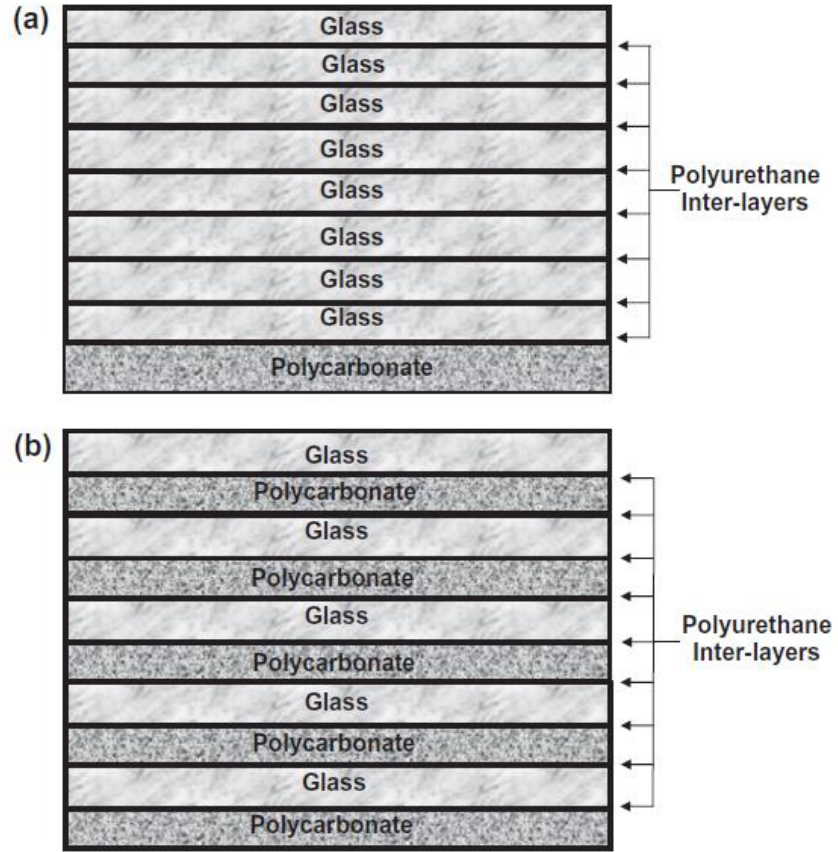 (a)
Glass
Glass
Glass
Glass
Glass
Glass
Glass
Glass
Polycarbonate
Polyurethane
Inter-layers
(b)
Glass
Polycarbonate
Glass
Polycarbonate
Glass
Polycarbonate
Glass
Polycarbonate
Glass
Polycarbonate
Polyurethane
Inter-layers